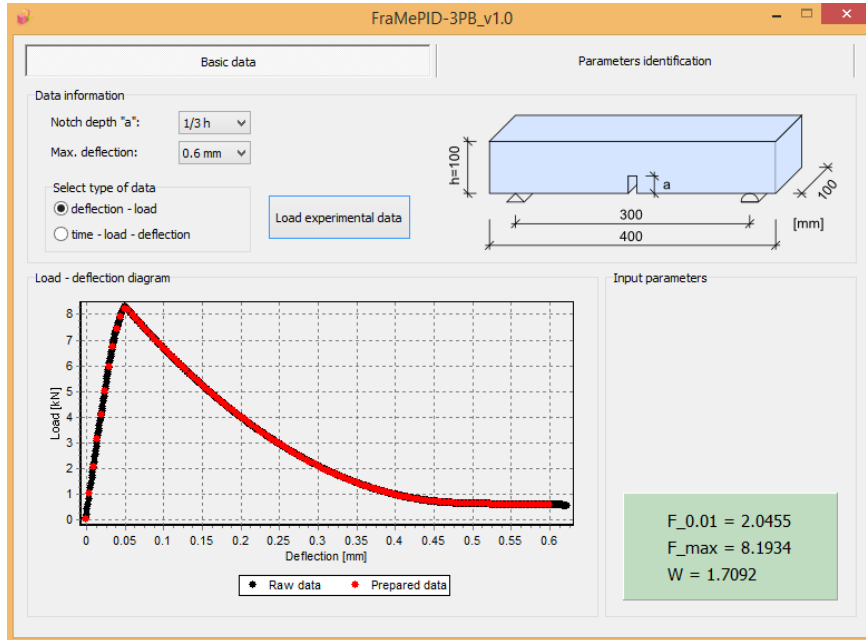 FraMePID-3PB_v1.0
Basic data
Parameters identification
Data information
Notch depth "a":
1/3 h
Max. deflection:
0.6 mm
Select type of data
deflection - load
time - load - deflection
Load experimental data
h=100
a
100
300
[mm]
400
Load - deflection diagram
8
7
6
5
4
3
2
1
0
Load [kN]
0
0.05
0.1
0.15
0.2
0.25
0.3
0.35
0.4
0.45
0.5
0.55
0.6
Deflection [mm]
Raw data
Prepared data
Input parameters
F_0.01 = 2.0455
F_max = 8.1934
W = 1.7092